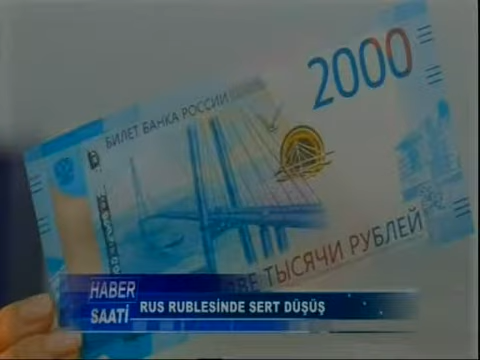 2000
БИЛЕТ БАНКА РОССИИ
ТЫСЯЧИ РУБЛЕЙ
HABER
SAATİ
RUS RUBLESİNDE SERT DÜŞÜŞ